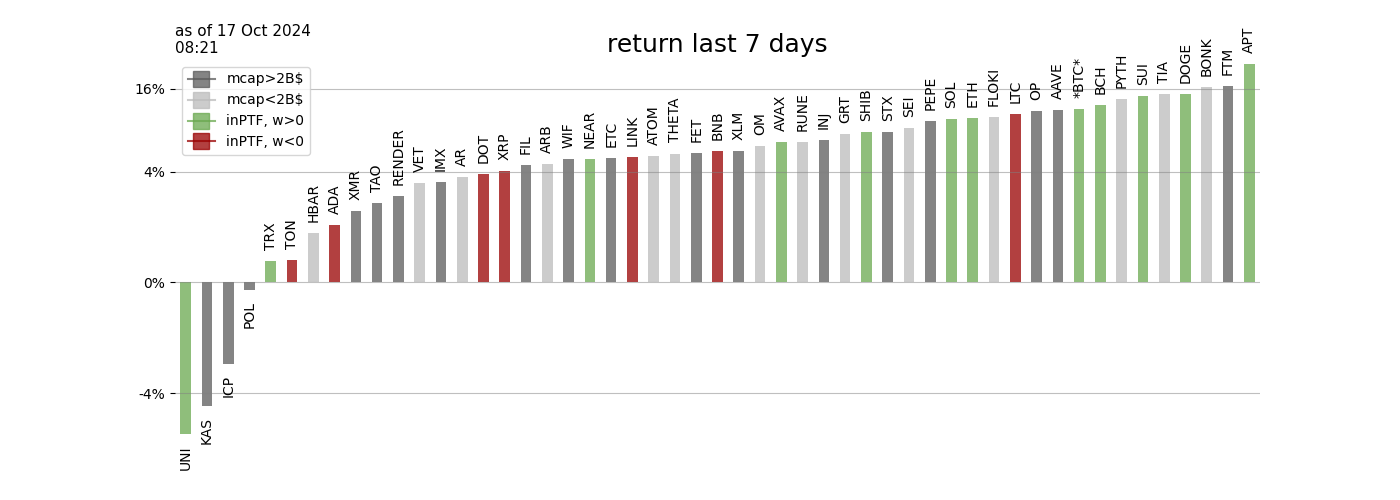 as of 17 Oct 2024
08:21
return last 7 days
mcap>2B$
mcap<2B$
inPTF, w>0
inPTF, w<0
16%
4%
0%
-4%
UNI
KAS
ICP
POL
TRX
TON
HBAR
ADA
XMR
TAO
RENDER
VET
IMX
AR
DOT
XRP
FIL
ARB
WIF
NEAR
ETC
LINK
ATOM
THETA
FET
BNB
XLM
OM
AVAX
RUNE
INJ
GRT
SHIB
STX
SEI
PEPE
SOL
ETH
FLOKI
LTC
OP
AAVE
*BTC*
BCH
PYTH
SUI
TIA
DOGE
BONK
FTM
APT